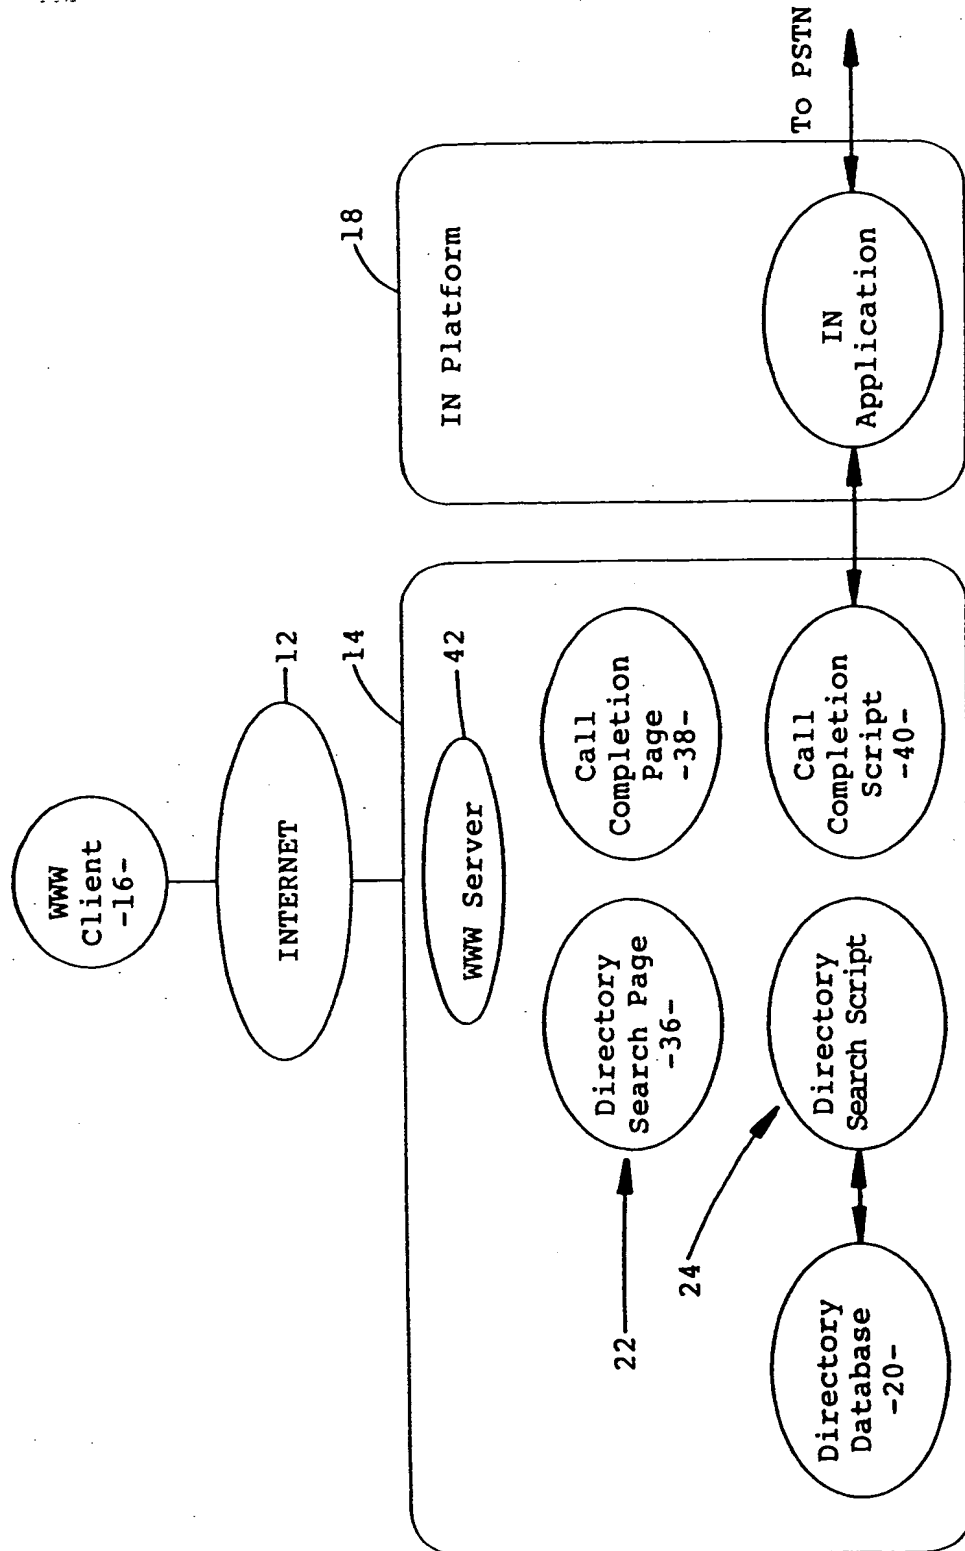 WWW
Client
-16-
INTERNET
12
14
WWW Server
42
18
IN Platform
22
Directory
Search Page
-36-
Call
Completion
Page
-38-
24
Directory
Database
-20-
Directory
Search Script
Call
Completion
Script
-40-
IN
Application
To PSTN